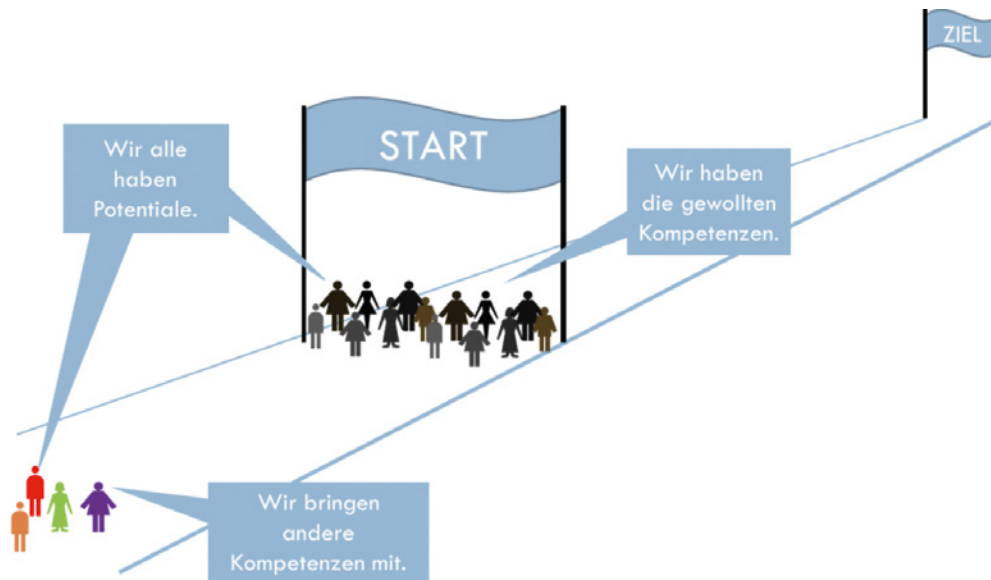 ZIEL
START
Wir alle
haben
Potentiale.
Wir haben
die gewollten
Kompetenzen.
Wir bringen
andere
Kompetenzen mit.